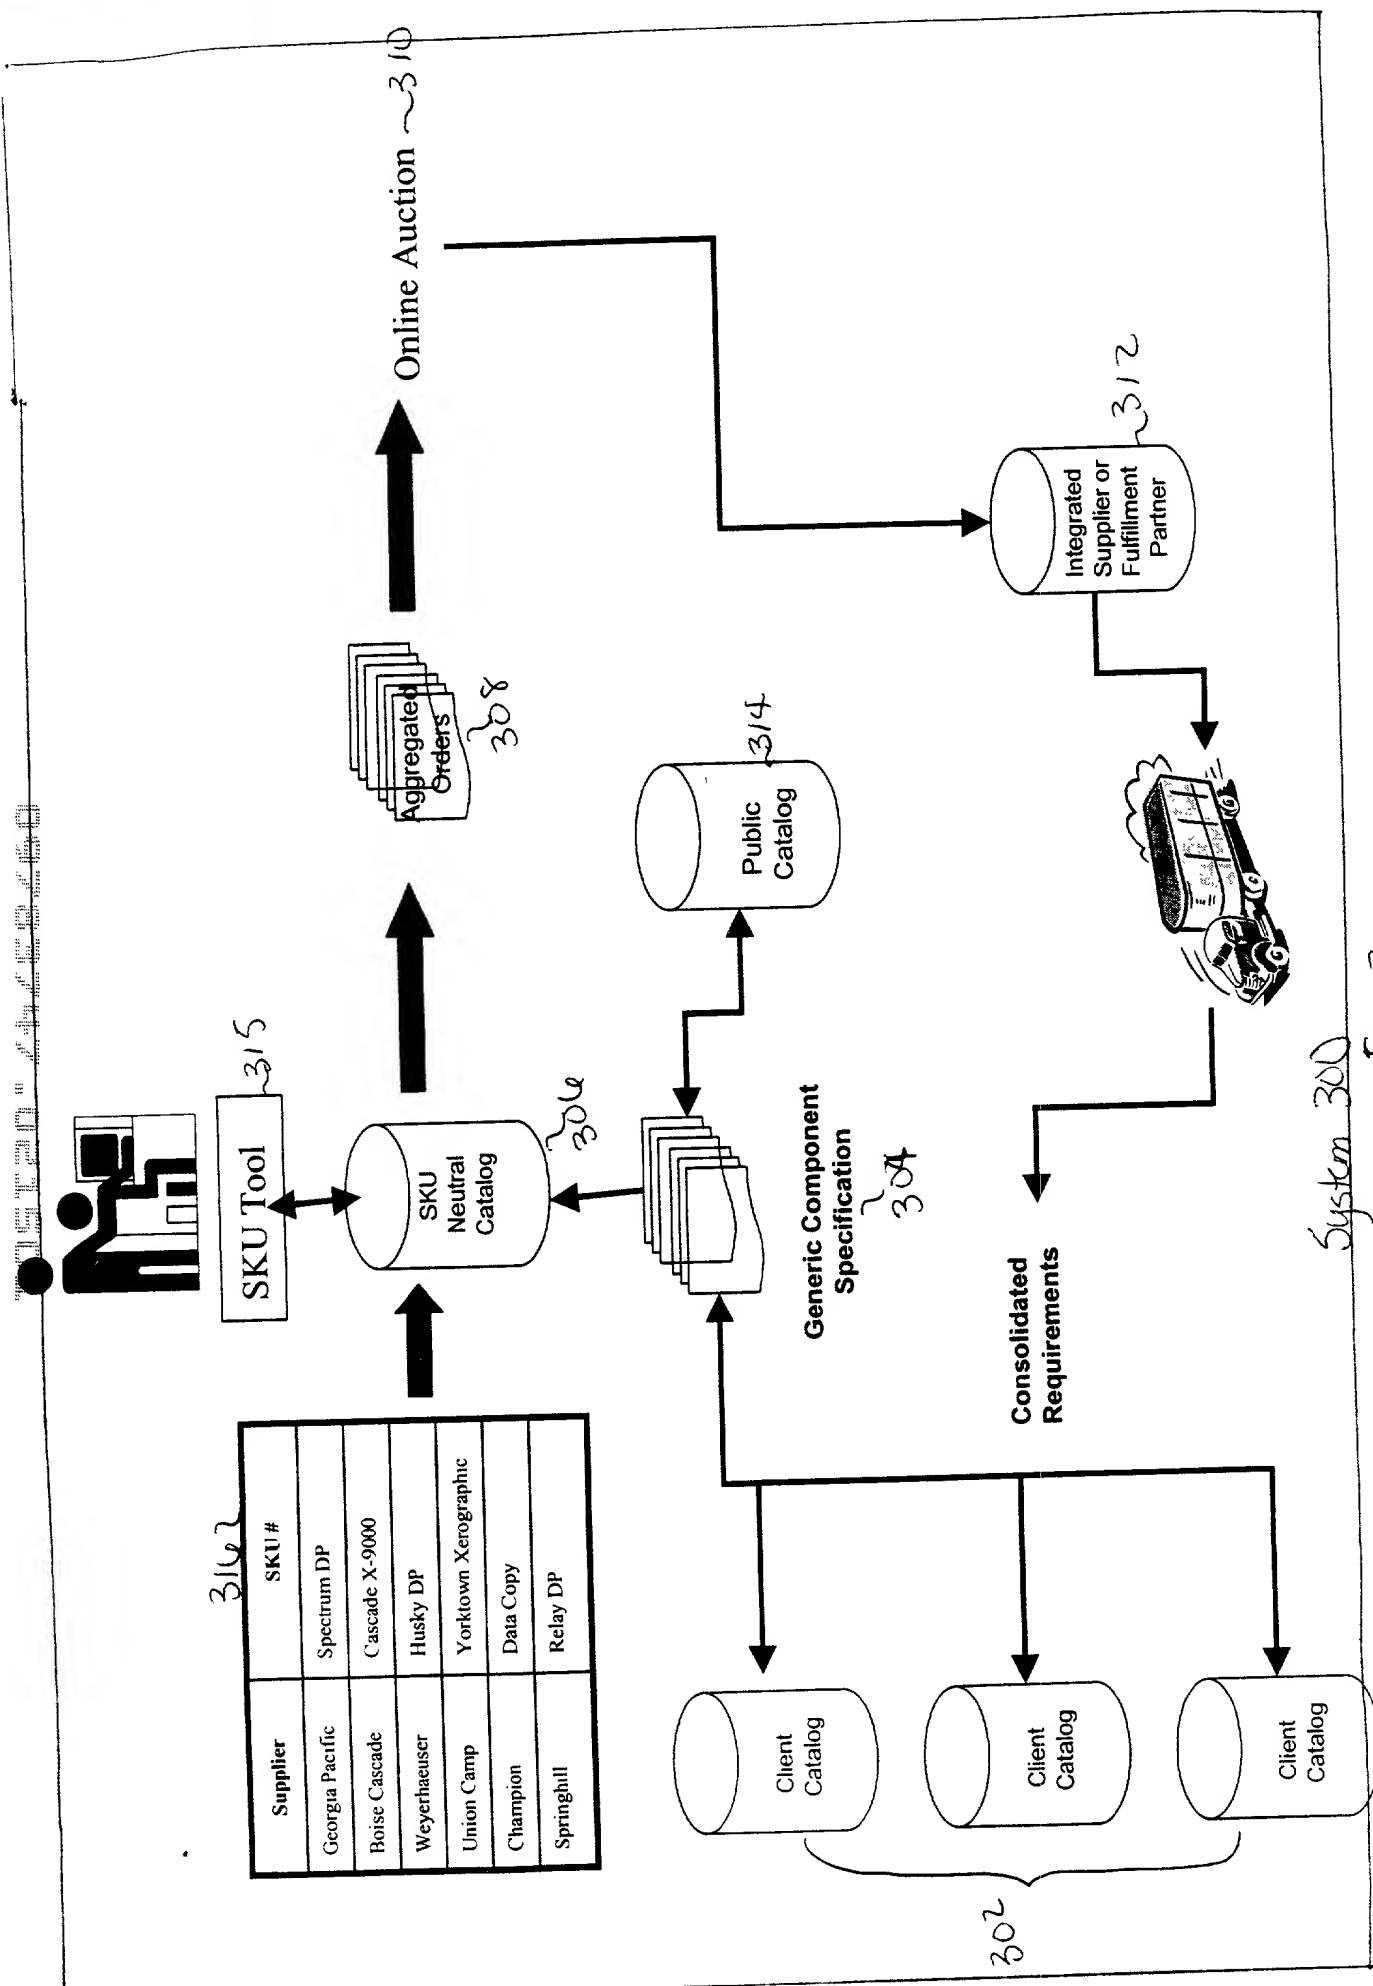 SKU Tool
~315
3162
Supplier SKU#
Georgia Pacific Spectrum DP
Boise Cascade Cascade X-9000
Weyerhaeuser Husky DP
Union Camp Yorktown Xerographic
Champion Data Copy
Springhill Relay DP
SKU
Neutral
Catalog
306
Aggregated
Orders
308
Online Auction ~310
Generic Component
Specification
304
Public
Catalog
314
Client
Catalog
Client
Catalog
Client
Catalog
302
Consolidated
Requirements
Integrated
Supplier or
Fulfillment
Partner
~312
System 300